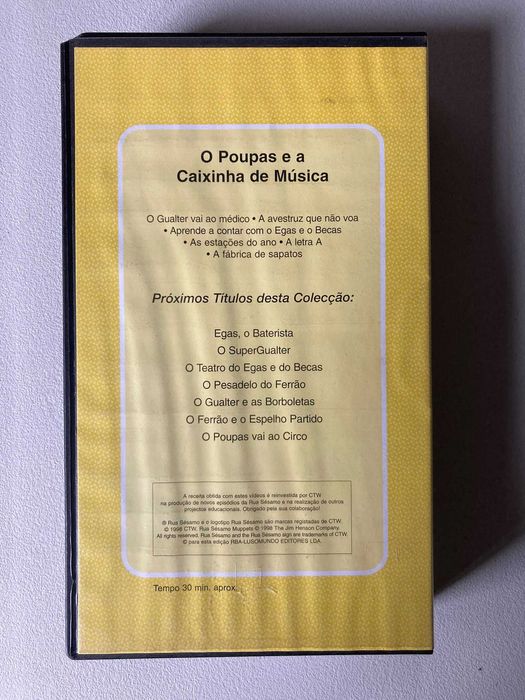 O Poupas e a
Caixinha de Música
O Gualter vai ao médico • A avestruz que não voa
• Aprende a contar com o Egas e o Becas
• As estações do ano • A letra A
• A fábrica de sapatos
Próximos Títulos desta Colecção:
Egas, o Baterista
O SuperGualter
O Teatro do Egas e do Becas
O Pesadelo do Ferrão
O Gualter e as Borboletas
O Ferrão e o Espelho Partido
O Poupas vai ao Circo
A receita obtida com estes vídeos é reinvestida por CTW
na produção de novos episódios da Rua Sésamo e na realização de outros
projectos educacionais. Obrigado pela sua colaboração!
® Rua Sésamo e o logotipo Rua Sésamo são marcas registadas de CTW.
© 1998 CTW. Rua Sésamo Muppets © 1998 The Jim Henson Company.
All rights reserved. Rua Sésamo and the Rua Sésamo sign are trademarks of CTW.
© para esta edição RBA-LUSOMUNDO EDITORES LDA.
Tempo 30 min. aprox.